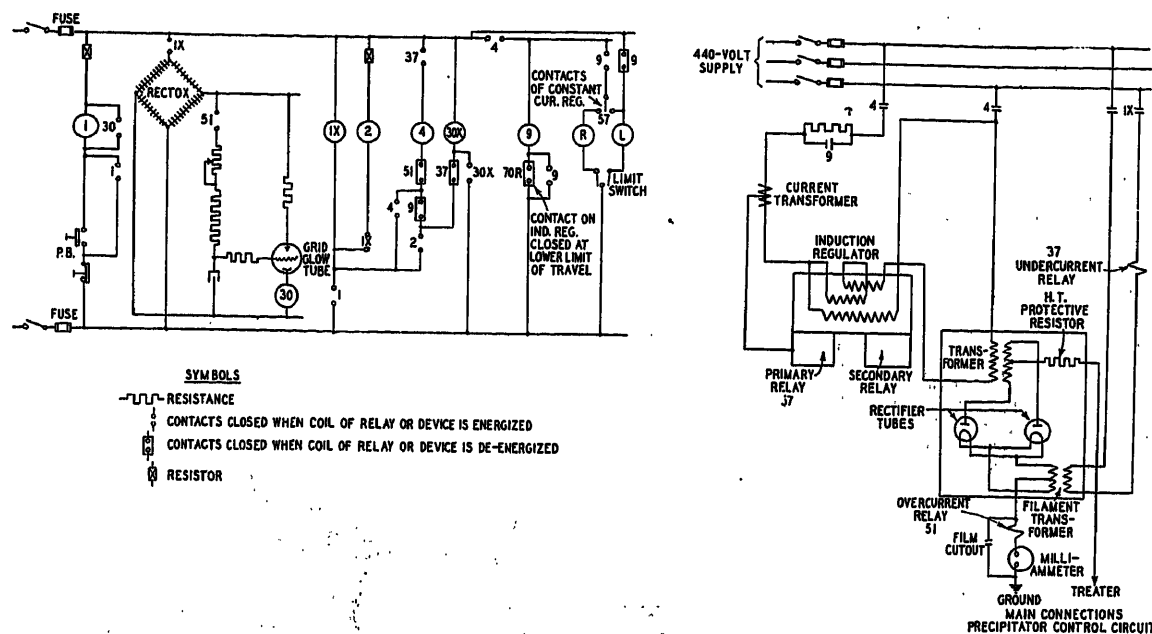 FUSE
1X
RECTOX
51
1
30
1
P.B.
GRID
GLOW
TUBE
30
FUSE
1X
2
37
4
30X
4
9
51
37
30X
4
9
2
1X
1
70R
9
CONTACTS
OF CONSTANT
CUR. REG.
9
9
57
R
L
LIMIT
SWITCH
CONTACT ON
IND. REG.
CLOSED AT
LOWER LIMIT
OF TRAVEL
SYMBOLS
RESISTANCE
CONTACTS CLOSED WHEN COIL OF RELAY OR DEVICE IS ENERGIZED
CONTACTS CLOSED WHEN COIL OF RELAY OR DEVICE IS DE-ENERGIZED
RESISTOR
440-VOLT
SUPPLY
4
4
1X
9
CURRENT
TRANSFORMER
INDUCTION
REGULATOR
37
UNDERCURRENT
RELAY
H.T.
PROTECTIVE
RESISTOR
PRIMARY
RELAY
SECONDARY
RELAY
TRANS-
FORMER
RECTIFIER
TUBES
OVERCURRENT
RELAY
51
FILAMENT
TRANS-
FORMER
FILM
CUTOUT
MILLI-
AMMETER
GROUND
TREATER
MAIN CONNECTIONS
PRECIPITATOR CONTROL CIRCUIT